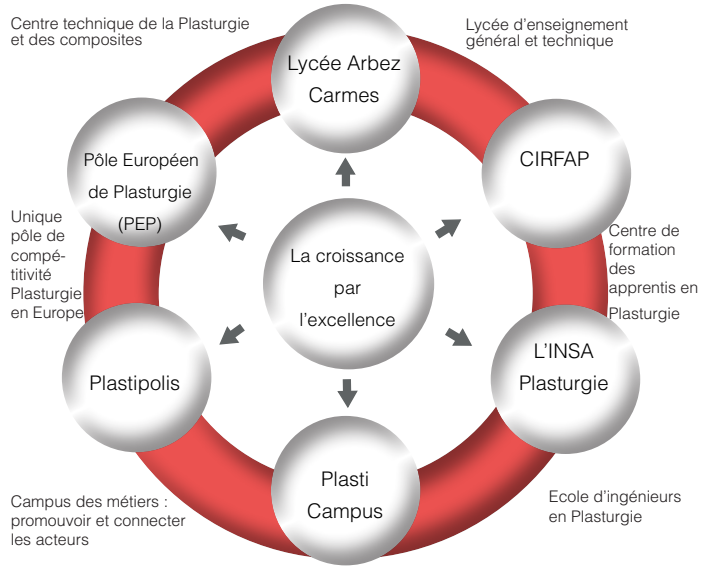 Centre technique de la Plasturgie
et des composites
Lycée d'enseignement
général et technique
Lycée Arbez
Carmes
Pôle Européen
de Plasturgie
(PEP)
CIRFAP
Unique
pôle de
compé-
titivité
Plasturgie
en Europe
La croissance
par
l'excellence
Centre de
formation
des
apprentis en
Plasturgie
Plastipolis
L'INSA
Plasturgie
Plasti
Campus
Campus des métiers :
promouvoir et connecter
les acteurs
Ecole d'ingénieurs
en Plasturgie